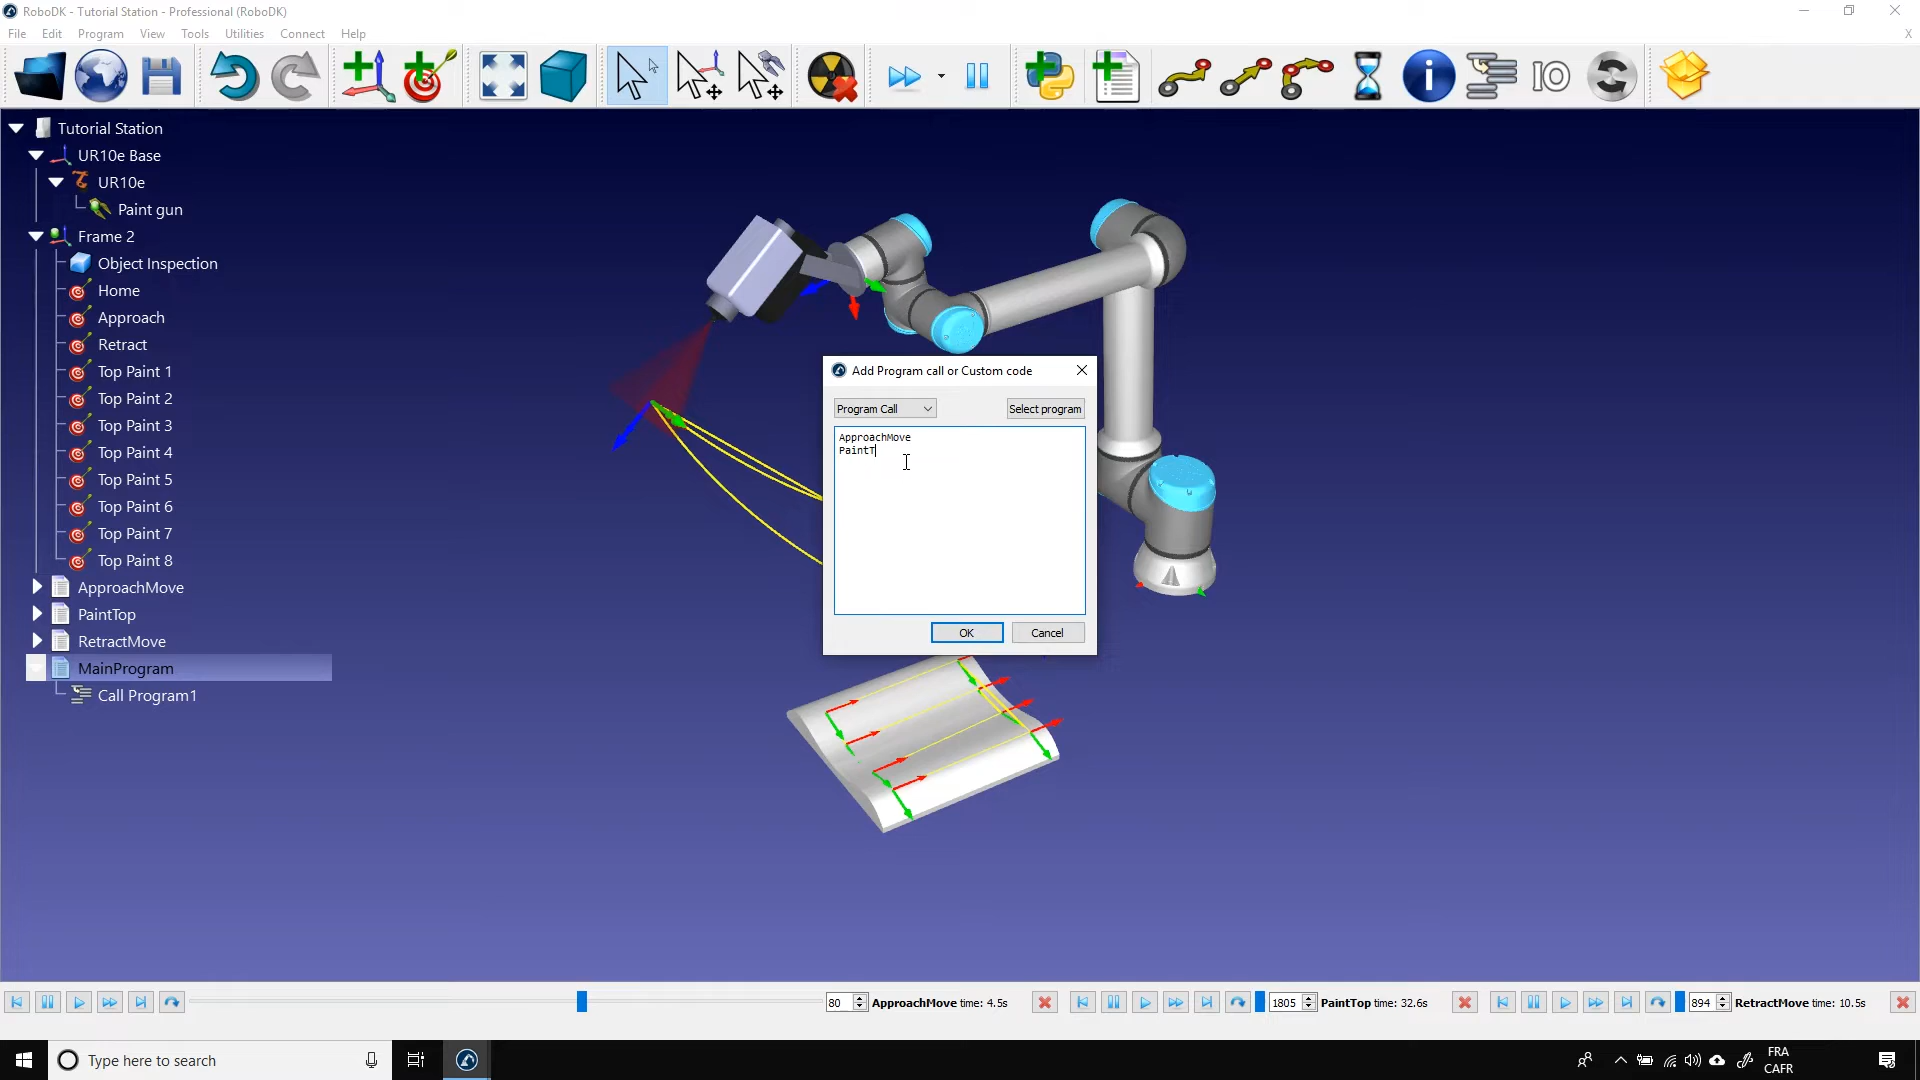 RoboDK - Tutorial Station - Professional (RoboDK)
File Edit Program View Tools Utilities Connect Help
X
IO
Tutorial Station
UR10e Base
UR10e
Paint gun
Frame 2
Object Inspection
Home
Approach
Retract
Top Paint 1
Top Paint 2
Top Paint 3
Top Paint 4
Top Paint 5
Top Paint 6
Top Paint 7
Top Paint 8
ApproachMove
PaintTop
RetractMove
MainProgram
Call Program1
Add Program call or Custom code
Program Call
Select program
ApproachMove
PaintT
OK
Cancel
80 ApproachMove time: 4.5s
1805 PaintTop time: 32.6s
894 RetractMove time: 10.5s
Type here to search
FRA
CAFR